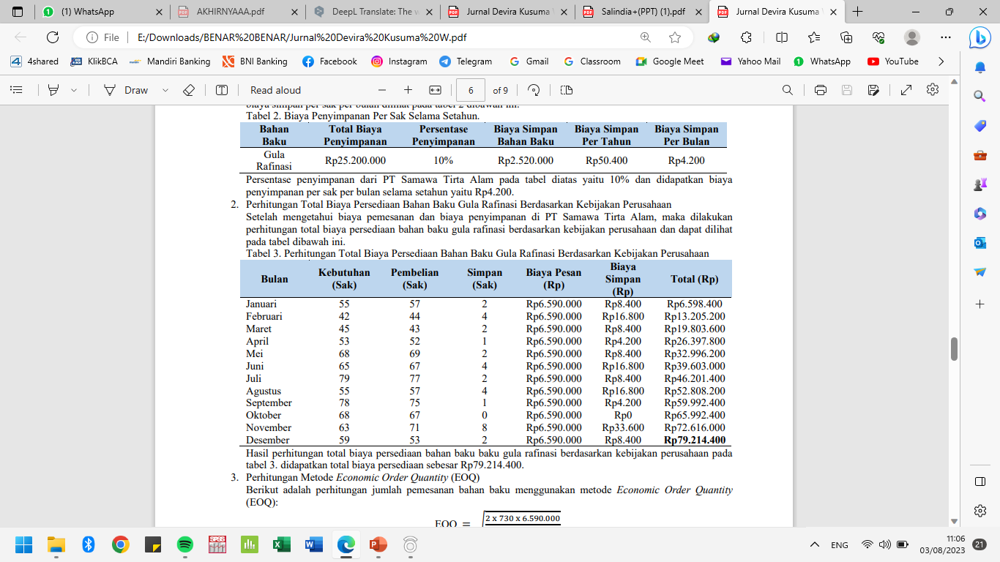 (1) WhatsApp
AKHIRNYAAA.pdf
DeepL Translate: The w
Jurnal Devira Kusuma W
Salindia+(PPT) (1).pdf
Jurnal Devira Kusuma W
File
E:/Downloads/BENAR%20BENAR/Jurnal%20Devira%20Kusuma%20W.pdf
4shared
KlikBCA
Mandiri Banking
BNI Banking
Facebook
Instagram
Telegram
Gmail
Classroom
Google Meet
Yahoo Mail
WhatsApp
YouTube
Draw
Read aloud
6 of 9
biaya simpan per sak per bulan dilihat pada tabel 2 dibawah ini.
Tabel 2. Biaya Penyimpanan Per Sak Selama Setahun.
Bahan Baku Total Biaya Penyimpanan Persentase Penyimpanan Biaya Simpan Bahan Baku Biaya Simpan Per Tahun Biaya Simpan Per Bulan
Gula Rafinasi Rp25.200.000 10% Rp2.520.000 Rp50.400 Rp4.200
Persentase penyimpanan dari PT Samawa Tirta Alam pada tabel diatas yaitu 10% dan didapatkan biaya
penyimpanan per sak per bulan selama setahun yaitu Rp4.200.
2. Perhitungan Total Biaya Persediaan Bahan Baku Gula Rafinasi Berdasarkan Kebijakan Perusahaan
Setelah mengetahui biaya pemesanan dan biaya penyimpanan di PT Samawa Tirta Alam, maka dilakukan
perhitungan total biaya persediaan bahan baku gula rafinasi berdasarkan kebijakan perusahaan dan dapat dilihat
pada tabel dibawah ini.
Tabel 3. Perhitungan Total Biaya Persediaan Bahan Baku Gula Rafinasi Berdasarkan Kebijakan Perusahaan
Bulan Kebutuhan (Sak) Pembelian (Sak) Simpan (Sak) Biaya Pesan (Rp) Biaya Simpan (Rp) Total (Rp)
Januari 55 57 2 Rp6.590.000 Rp8.400 Rp6.598.400
Februari 42 44 4 Rp6.590.000 Rp16.800 Rp13.205.200
Maret 45 43 2 Rp6.590.000 Rp8.400 Rp19.803.600
April 53 52 1 Rp6.590.000 Rp4.200 Rp26.397.800
Mei 68 69 2 Rp6.590.000 Rp8.400 Rp32.996.200
Juni 65 67 4 Rp6.590.000 Rp16.800 Rp39.603.000
Juli 79 77 2 Rp6.590.000 Rp8.400 Rp46.201.400
Agustus 55 57 4 Rp6.590.000 Rp16.800 Rp52.808.200
September 78 75 1 Rp6.590.000 Rp4.200 Rp59.992.400
Oktober 68 67 0 Rp6.590.000 Rp0 Rp65.992.400
November 63 71 8 Rp6.590.000 Rp33.600 Rp72.616.000
Desember 59 53 2 Rp6.590.000 Rp8.400 Rp79.214.400
Hasil perhitungan total biaya persediaan bahan baku baku gula rafinasi berdasarkan kebijakan perusahaan pada
tabel 3. didapatkan total biaya persediaan sebesar Rp79.214.400.
3. Perhitungan Metode Economic Order Quantity (EOQ)
Berikut adalah perhitungan jumlah pemesanan bahan baku menggunakan metode Economic Order Quantity
(EOQ):
EOQ = √2 x 730 x 6.590.000
ENG
11:06
03/08/2023
21